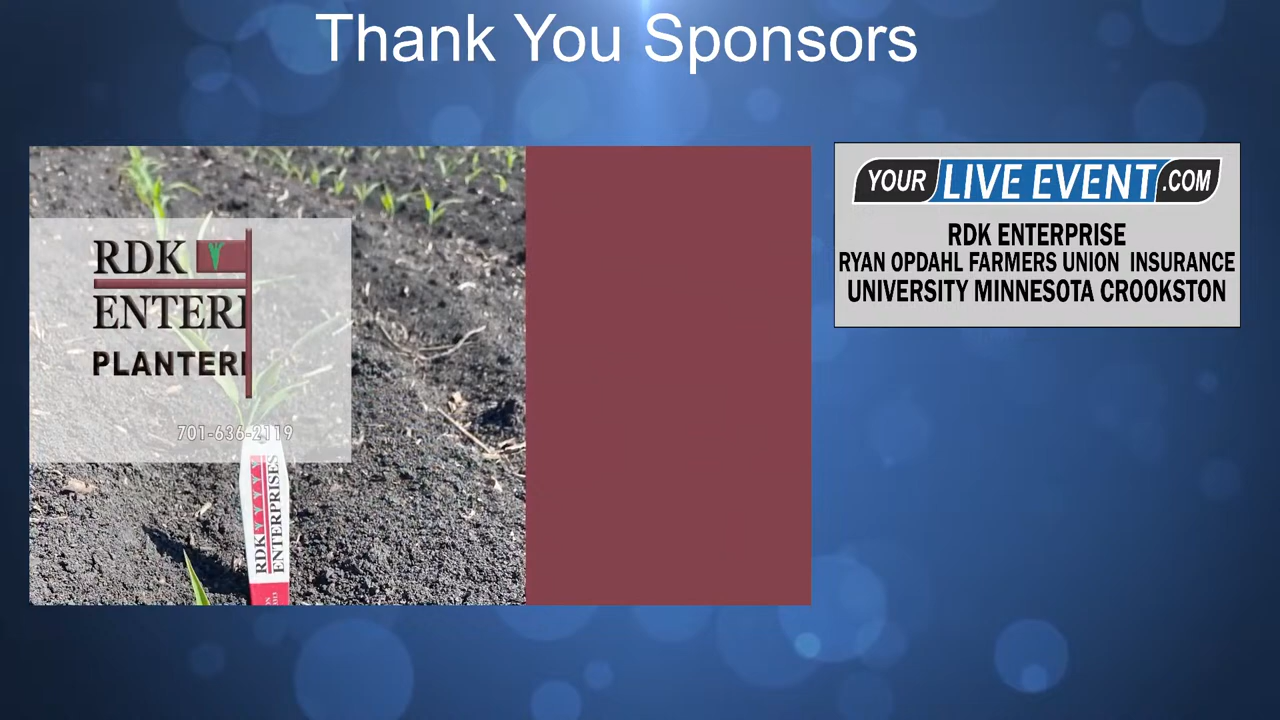 Thank You Sponsors
RDK
ENTER
PLANTER
701-636-2119
RDK
ENTERPRISES
YOUR LIVE EVENT .COM
RDK ENTERPRISE
RYAN OPDAHL FARMERS UNION INSURANCE
UNIVERSITY MINNESOTA CROOKSTON